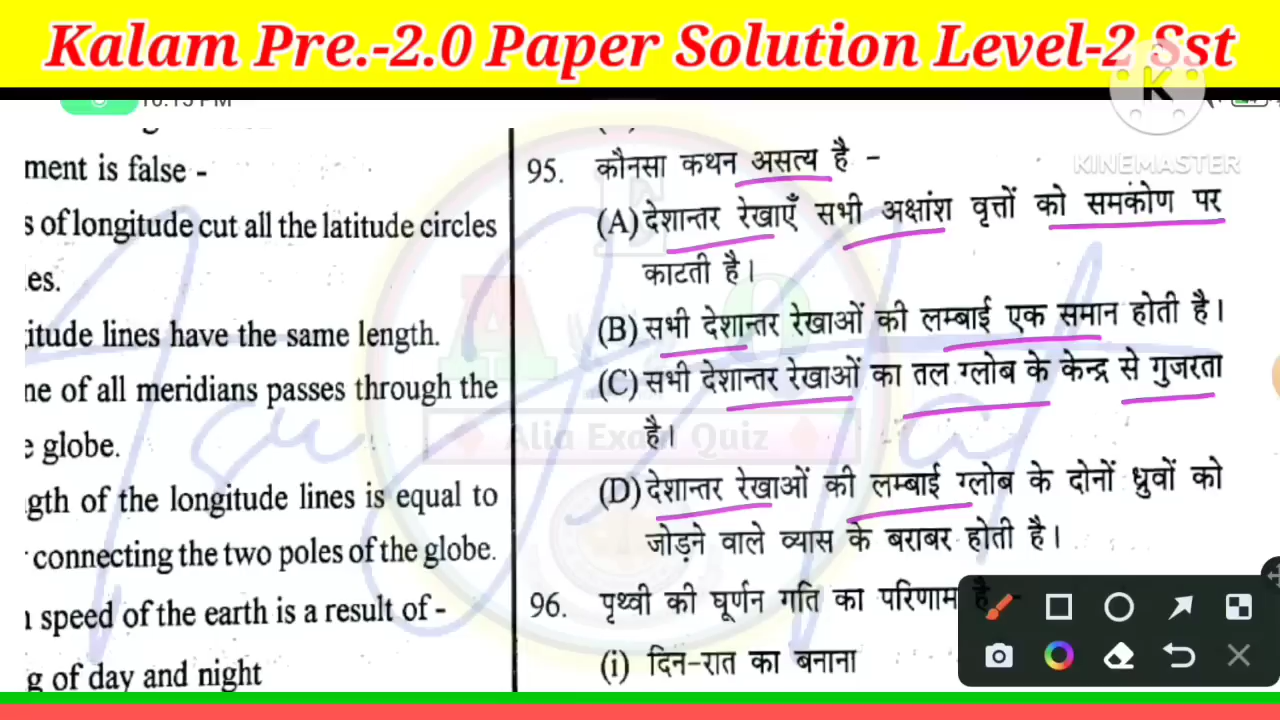 Kalam Pre.-2.0 Paper Solution Level-2 Sst
K
KINEMASTER
ment is false -
s of longitude cut all the latitude circles
es.
itude lines have the same length.
ne of all meridians passes through the
globe.
gth of the longitude lines is equal to
connecting the two poles of the globe.
speed of the earth is a result of -
g of day and night
95. कौनसा कथन असत्य है -
(A) देशान्तर रेखाएँ सभी अक्षांश वृत्तों को समकोण पर
काटती है।
(B) सभी देशान्तर रेखाओं की लम्बाई एक समान होती है।
(C) सभी देशान्तर रेखाओं का तल ग्लोब के केन्द्र से गुजरता
है।
Alia Exam Quiz
(D) देशान्तर रेखाओं की लम्बाई ग्लोब के दोनों ध्रुवों को
जोड़ने वाले व्यास के बराबर होती है।
96. पृथ्वी की घूर्णन गति का परिणाम है -
(i) दिन-रात का बनाना